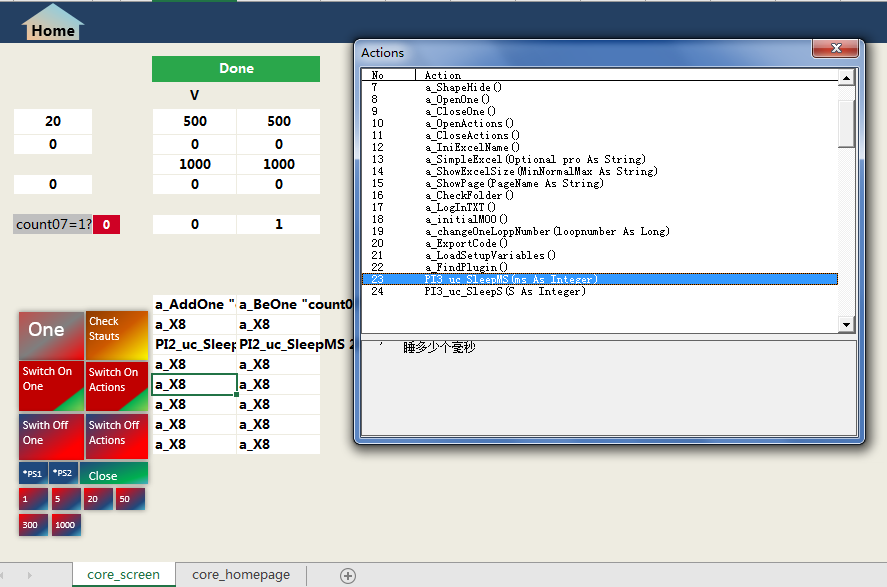 Home
Actions
Done
V
20 500 500
0 0 0
1000 1000
0 0 0
count07=1? 0 0 1
No Action
7 a_ShapeHide()
8 a_OpenOne()
9 a_CloseOne()
10 a_OpenActions()
11 a_CloseActions()
12 a_IniExcelName()
13 a_SimpleExcel(Optional pro As String)
14 a_ShowExcelSize(MinNormalMax As String)
15 a_ShowPage(PageName As String)
16 a_CheckFolder()
17 a_LogInTXT()
18 a_initialMOO()
19 a_changeOneLoppNumber(loopnumber As Long)
20 a_ExportCode()
21 a_LoadSetupVariables()
22 a_FindPlugin()
23 PI3_uc_SleepMS(ms As Integer)
24 PI3_uc_SleepS(S As Integer)
' 睡多少个毫秒
a_AddOne "c a_BeOne "count0
a_X8 a_X8
PI2_uc_Sleep PI2_uc_SleepMS 2
a_X8 a_X8
a_X8 a_X8
a_X8 a_X8
a_X8 a_X8
a_X8 a_X8
One
Check
Stauts
Switch On
One
Switch On
Actions
Swith Off
One
Switch Off
Actions
*PS1 *PS2 Close
1 5 20 50
300 1000
core_screen core_homepage